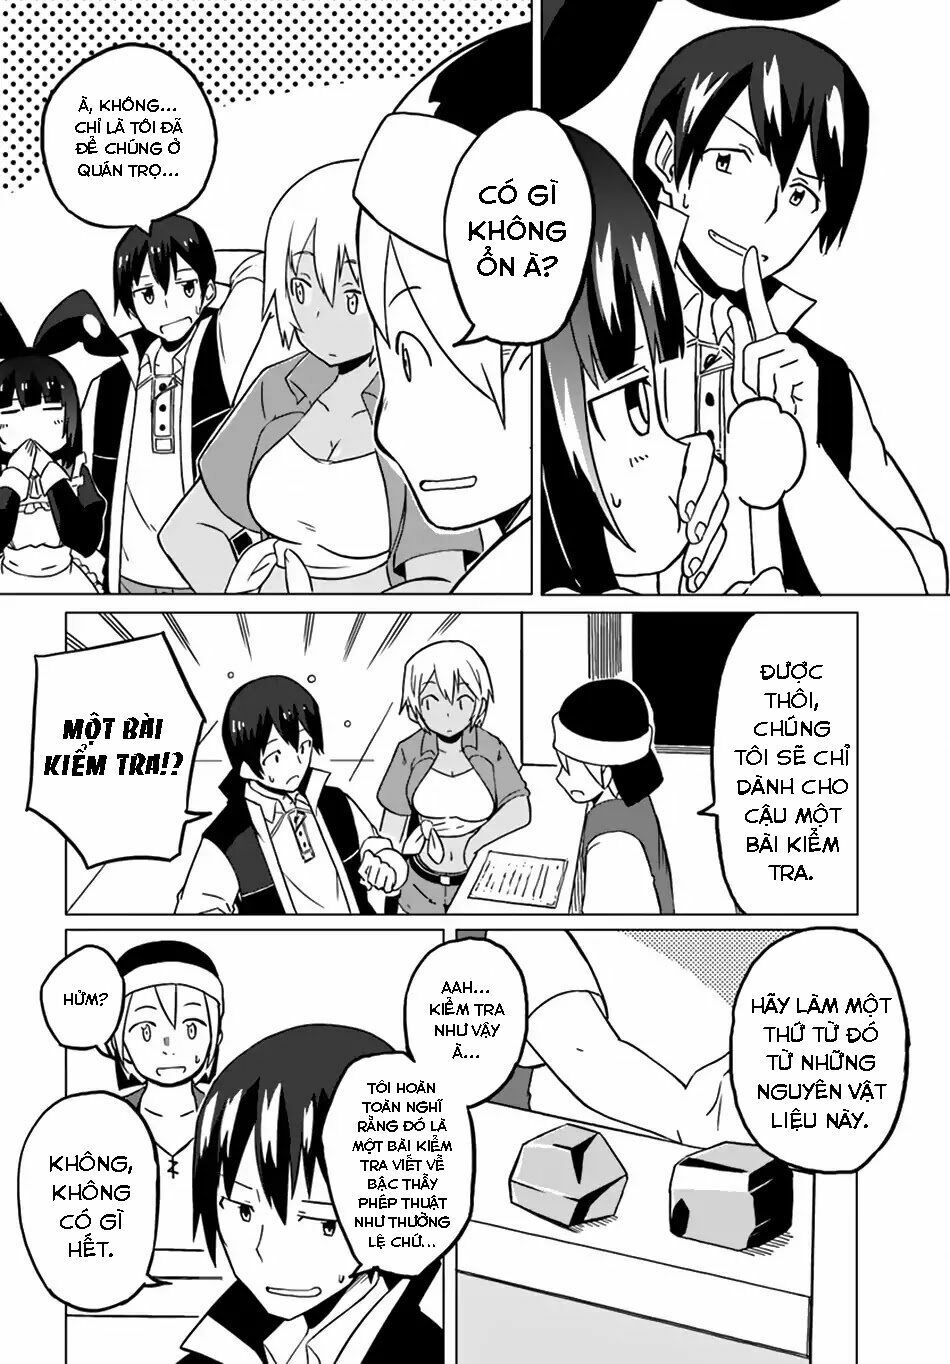 CÓ GÌ
KHÔNG
ỔN À?
À, KHÔNG...
CHỈ LÀ TÔI ĐÃ
ĐỂ CHÚNG Ở
QUÁN TRỌ...
ĐƯỢC
THÔI,
CHÚNG
TÔI SẼ CHỈ
DÀNH CHO
CẬU MỘT
BÀI KIỂM
TRA.
MỘT BÀI
KIỂM TRA!?
HÃY LÀM MỘT
THỨ TỪ ĐÓ
TỪ NHỮNG
NGUYÊN VẬT
LIỆU NÀY.
AAH...
KIỂM TRA
NHƯ VẬY
À...
TÔI HOÀN
TOÀN NGHĨ
RẰNG ĐÓ LÀ
MỘT BÀI KIỂM
TRA VIẾT VỀ
BẬC THẦY
PHÉP THUẬT
NHƯ THƯỜNG
LỆ CHỨ...
HỬM?
KHÔNG,
KHÔNG
CÓ GÌ
HẾT.